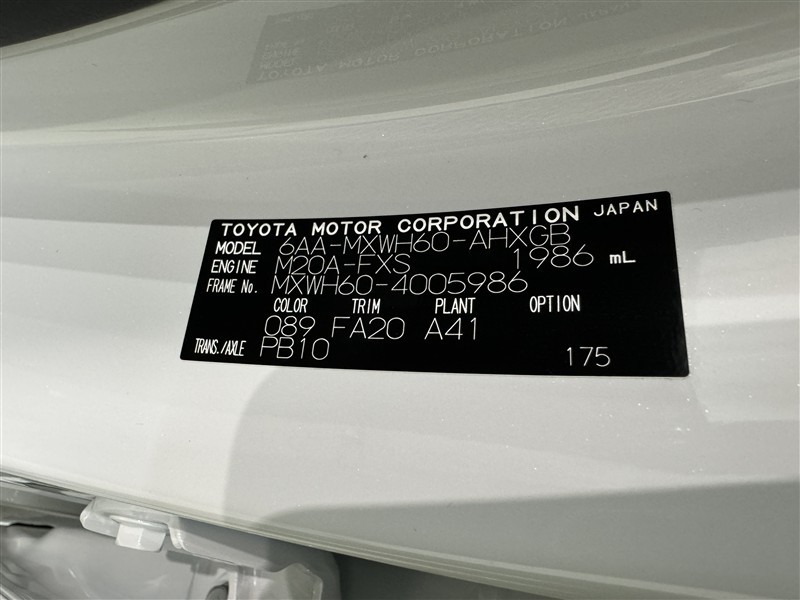 TOYOTA MOTOR CORPORATION JAPAN
MODEL 6AA-MXWH60-AHXGB
ENGINE M20A-FXS 1986 mL
FRAME No. MXWH60-4005986
COLOR TRIM PLANT OPTION
089 FA20 A41
TRANS./AXLE PB10 175